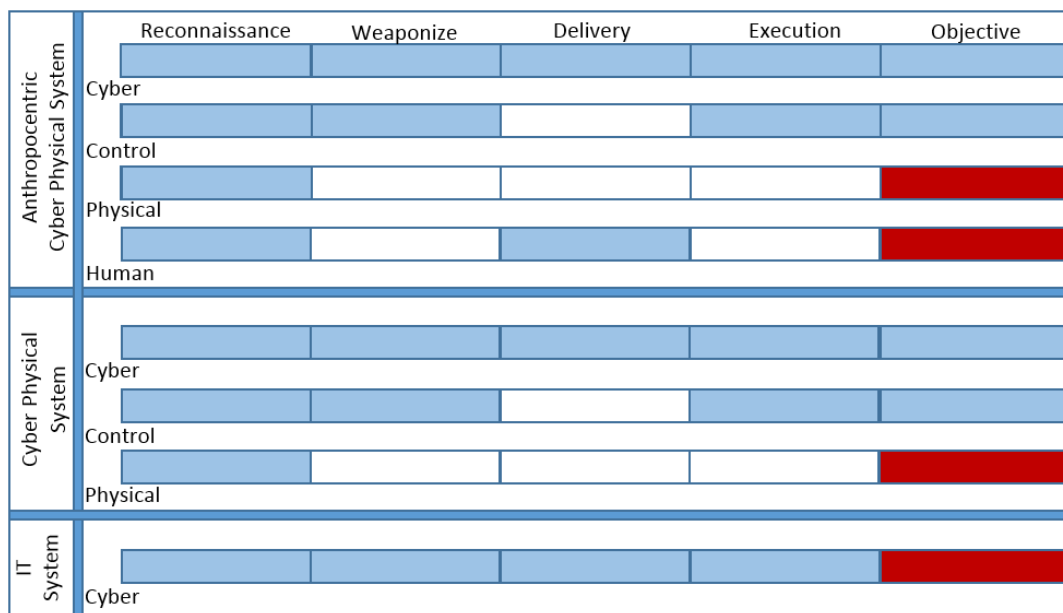 Reconnaissance Weaponize Delivery Execution Objective
Anthropocentric
Cyber Physical System
Cyber
Control
Physical
Human
Cyber Physical
System
Cyber
Control
Physical
IT
System
Cyber